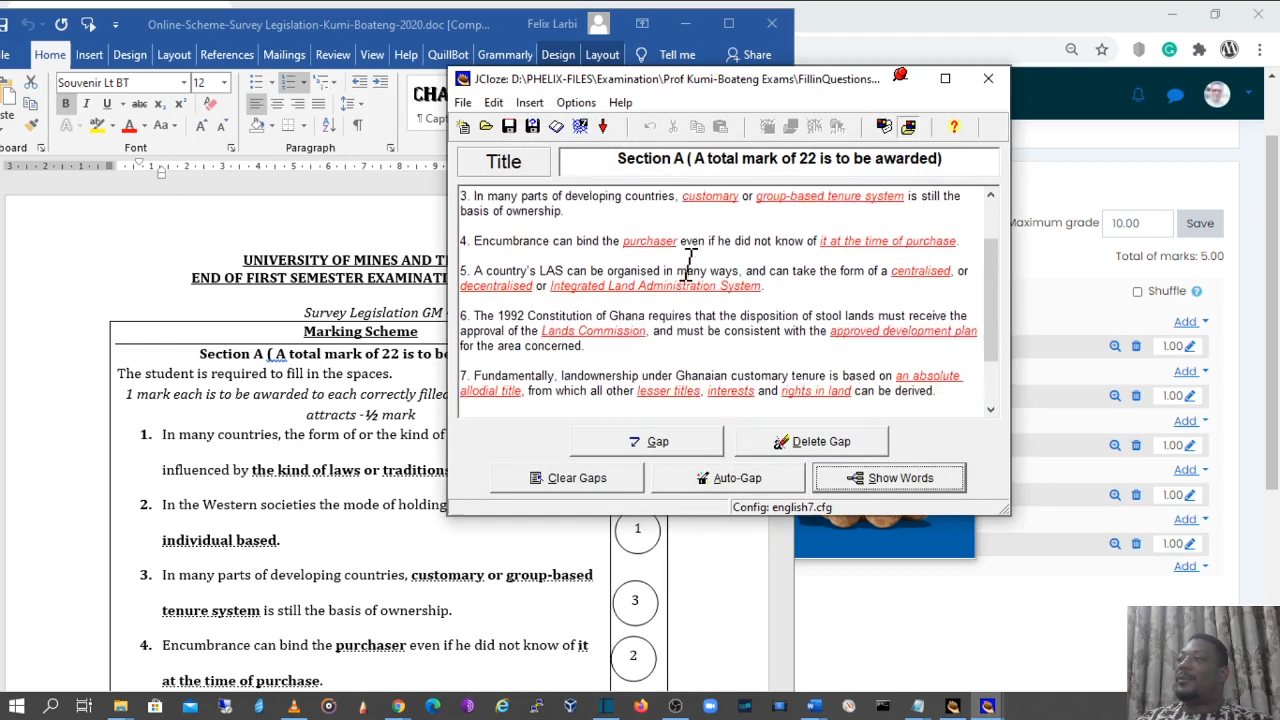 Online-Scheme-Survey Legislation-Kumi-Boateng-2020.doc [Comp...
Felix Larbi
Home Insert Design Layout References Mailings Review View Help QuillBot Grammarly Design Layout Tell me Share
Souvenir Lt BT 12
Font
Paragraph
JCloze: D:\PHELIX-FILES\Examination\Prof Kumi-Boateng Exams\FillinQuestions...
File Edit Insert Options Help
Title
Section A ( A total mark of 22 is to be awarded)
3. In many parts of developing countries, customary or group-based tenure system is still the
basis of ownership.
4. Encumbrance can bind the purchaser even if he did not know of it at the time of purchase.
5. A country's LAS can be organised in many ways, and can take the form of a centralised, or
decentralised or Integrated Land Administration System.
6. The 1992 Constitution of Ghana requires that the disposition of stool lands must receive the
approval of the Lands Commission, and must be consistent with the approved development plan
for the area concerned.
7. Fundamentally, landownership under Ghanaian customary tenure is based on an absolute
allodial title, from which all other lesser titles, interests and rights in land can be derived.
Gap
Delete Gap
Clear Gaps
Auto-Gap
Show Words
Config: english7.cfg
UNIVERSITY OF MINES AND T
END OF FIRST SEMESTER EXAMINAT
Survey Legislation GM
Marking Scheme
Section A ( A total mark of 22 is to be
The student is required to fill in the spaces.
1 mark each is to be awarded to each correctly filled
attracts -½ mark
1. In many countries, the form of or the kind of
influenced by the kind of laws or traditions
2. In the Western societies the mode of holding
individual based.
1
3. In many parts of developing countries, customary or group-based
tenure system is still the basis of ownership.
3
4. Encumbrance can bind the purchaser even if he did not know of it
at the time of purchase.
2
Maximum grade 10.00 Save
Total of marks: 5.00
Shuffle
Add
1.00
Add
1.00
Add
1.00
Add
1.00
Add
1.00
Add